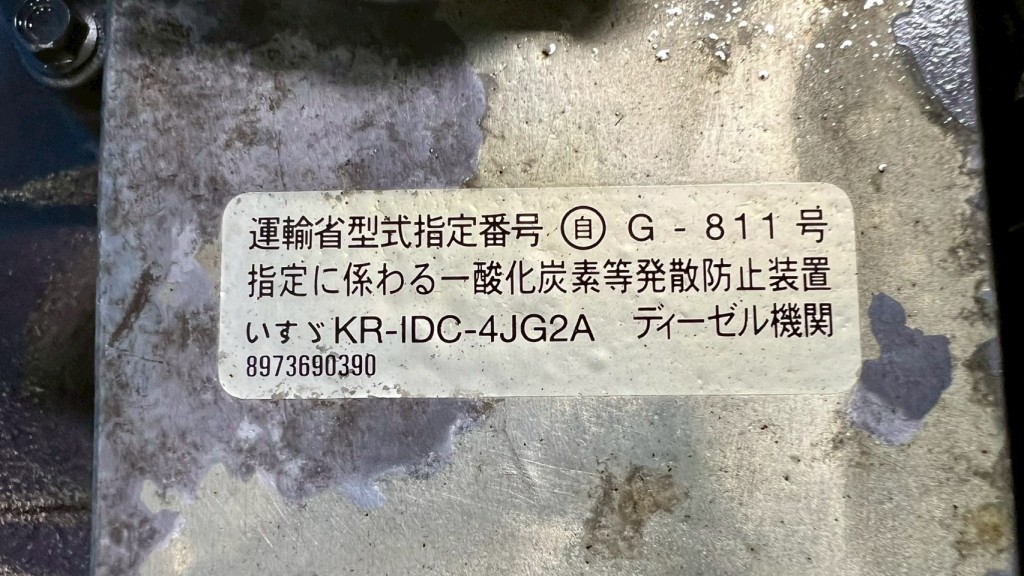 運輸省型式指定番号 ㊀自 G - 811 号
指定に係わる一酸化炭素等発散防止装置
いすゞKR-IDC-4JG2A ディーゼル機関
8973690390